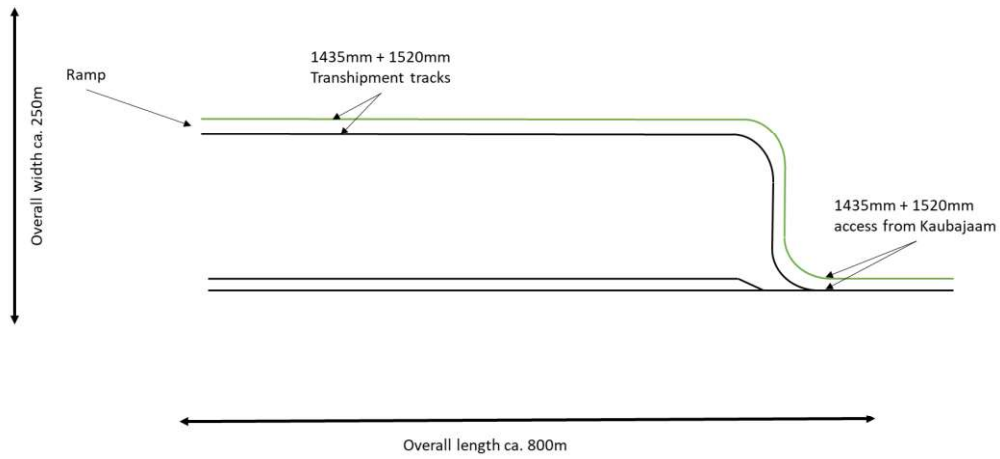 1435mm + 1520mm
Transhipment tracks
Ramp
Overall width ca. 250m
1435mm + 1520mm
access from Kaubajaam
Overall length ca. 800m